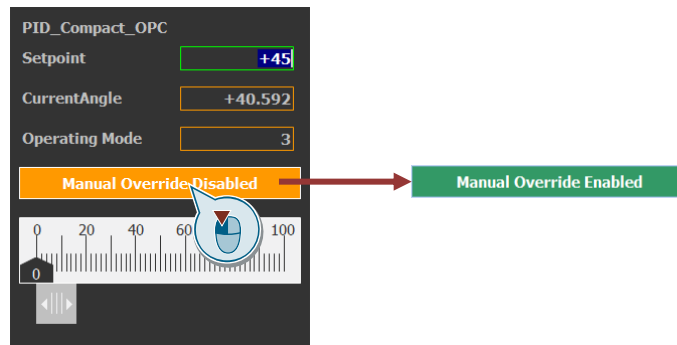 PID_Compact_OPC
Setpoint +45
CurrentAngle +40.592
Operating Mode 3
Manual Override Disabled
Manual Override Enabled
0 20 40 60 100
0